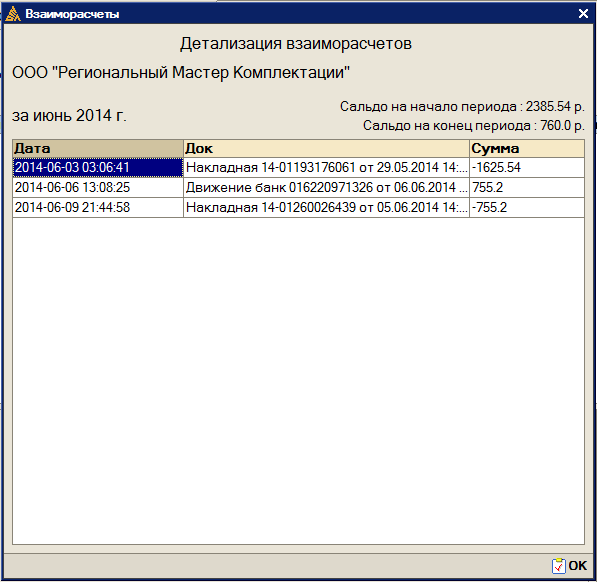 Взаиморасчеты
Детализация взаиморасчетов
ООО "Региональный Мастер Комплектации"
за июнь 2014 г.
Сальдо на начало периода : 2385.54 р.
Сальдо на конец периода : 760.0 р.
Дата Док Сумма
2014-06-03 03:06:41 Накладная 14-01193176061 от 29.05.2014 14:... -1625.54
2014-06-06 13:08:25 Движение банк 016220971326 от 06.06.2014 ... 755.2
2014-06-09 21:44:58 Накладная 14-01260026439 от 05.06.2014 14:... -755.2
OK